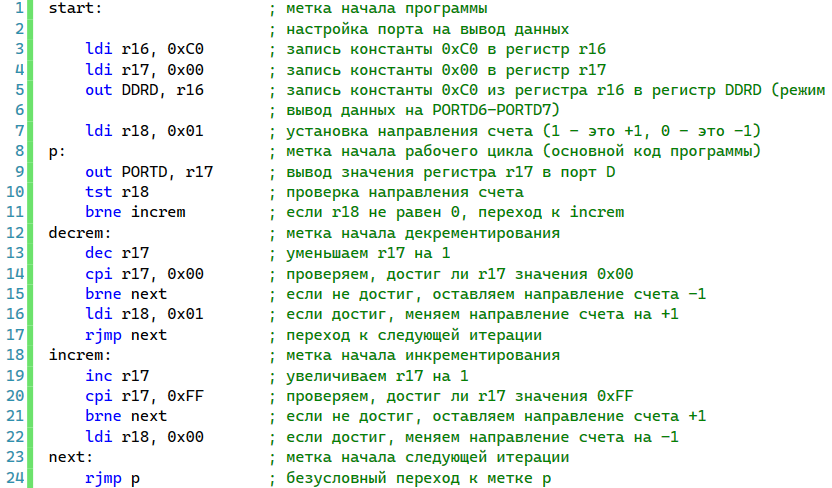 1 start: ; метка начала программы
2 ; настройка порта на вывод данных
3 ldi r16, 0xC0 ; запись константы 0xC0 в регистр r16
4 ldi r17, 0x00 ; запись константы 0x00 в регистр r17
5 out DDRD, r16 ; запись константы 0xC0 из регистра r16 в регистр DDRD (режим
6 ; вывод данных на PORTD6-PORTD7)
7 ldi r18, 0x01 ; установка направления счета (1 - это +1, 0 - это -1)
8 p: ; метка начала рабочего цикла (основной код программы)
9 out PORTD, r17 ; вывод значения регистра r17 в порт D
10 tst r18 ; проверка направления счета
11 brne increm ; если r18 не равен 0, переход к increm
12 decrem: ; метка начала декрементирования
13 dec r17 ; уменьшаем r17 на 1
14 cpi r17, 0x00 ; проверяем, достиг ли r17 значения 0x00
15 brne next ; если не достиг, оставляем направление счета -1
16 ldi r18, 0x01 ; если достиг, меняем направление счета на +1
17 rjmp next ; переход к следующей итерации
18 increm: ; метка начала инкрементирования
19 inc r17 ; увеличиваем r17 на 1
20 cpi r17, 0xFF ; проверяем, достиг ли r17 значения 0xFF
21 brne next ; если не достиг, оставляем направление счета +1
22 ldi r18, 0x00 ; если достиг, меняем направление счета на -1
23 next: ; метка начала следующей итерации
24 rjmp p ; безусловный переход к метке p